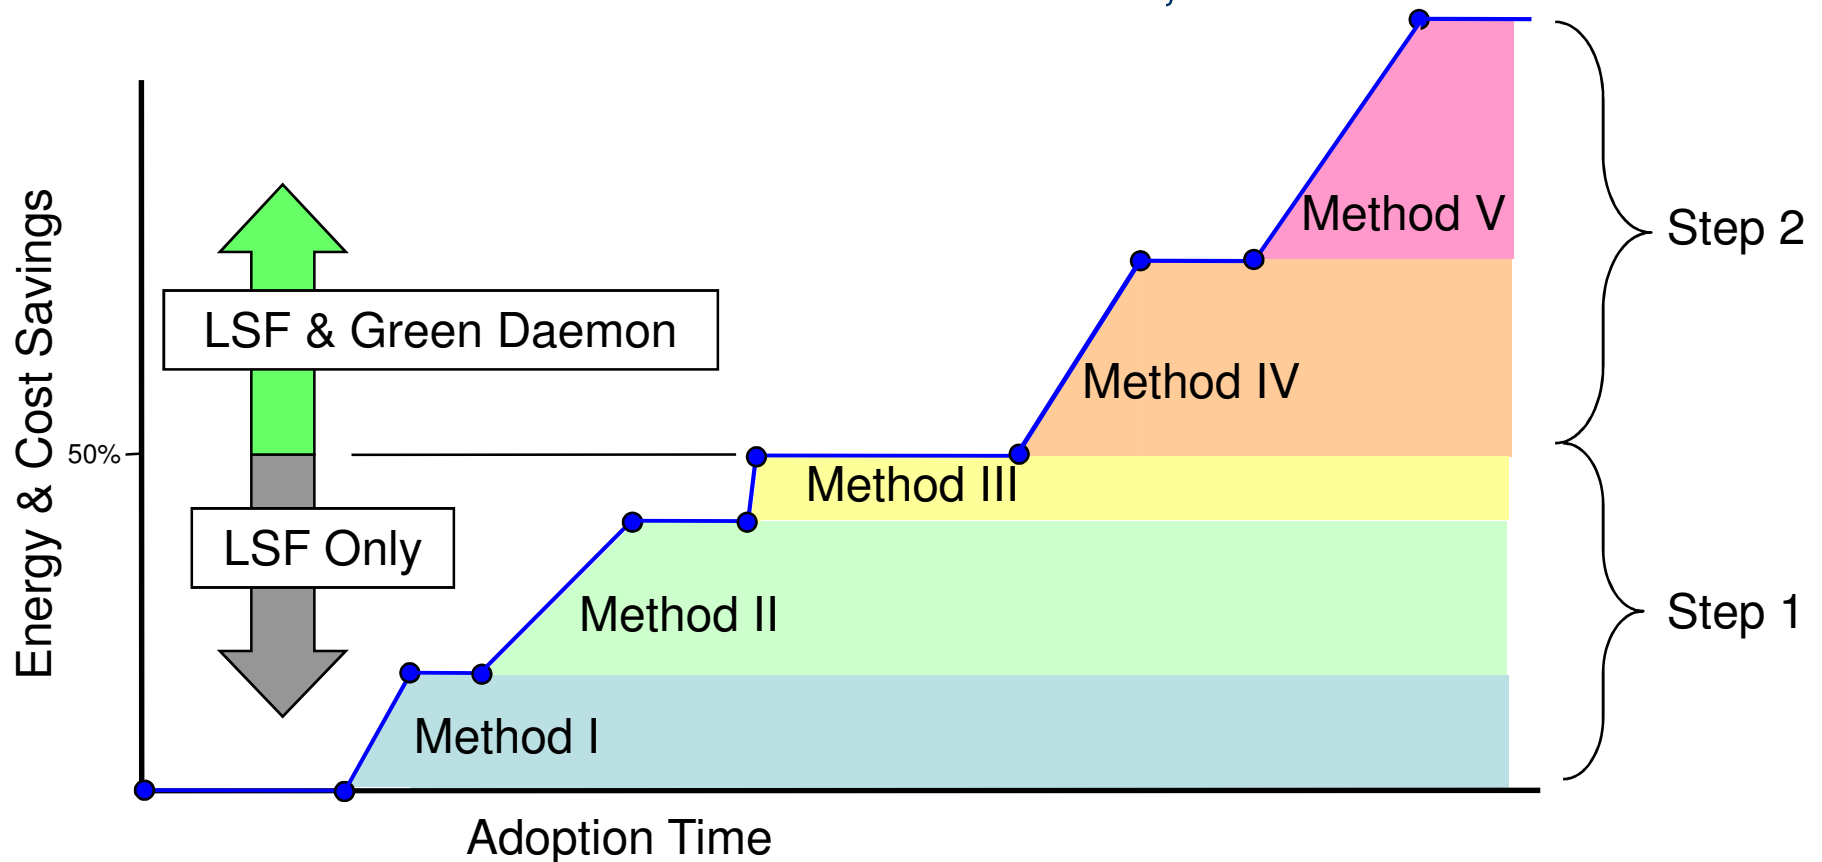 Method V
Step 2
Energy & Cost Savings
LSF & Green Daemon
Method IV
50%
Method III
LSF Only
Method II
Step 1
Method I
Adoption Time